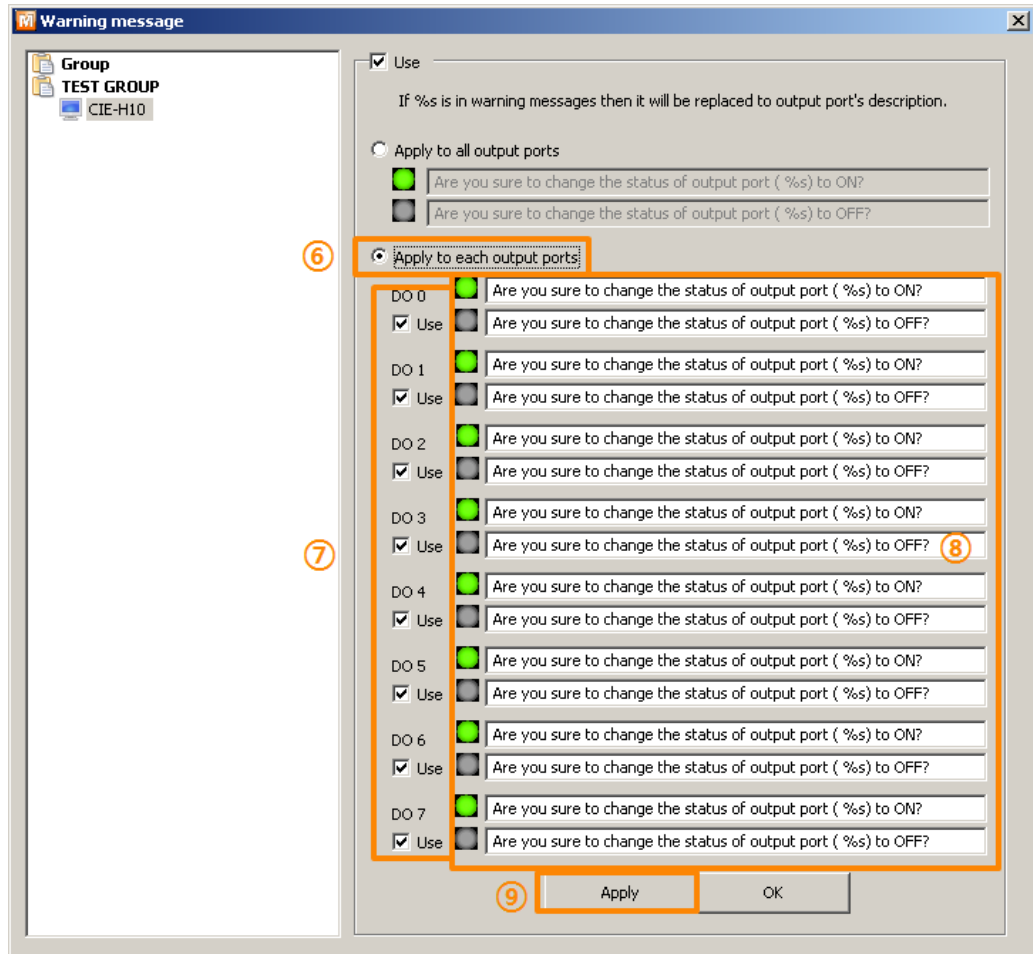 Warning message
Group
TEST GROUP
CIE-H10
Use
If %s is in warning messages then it will be replaced to output port's description.
Apply to all output ports
Are you sure to change the status of output port ( %s) to ON?
Are you sure to change the status of output port ( %s) to OFF?
⑥
Apply to each output ports
DO 0
Are you sure to change the status of output port ( %s) to ON?
Use
Are you sure to change the status of output port ( %s) to OFF?
DO 1
Are you sure to change the status of output port ( %s) to ON?
Use
Are you sure to change the status of output port ( %s) to OFF?
DO 2
Are you sure to change the status of output port ( %s) to ON?
Use
Are you sure to change the status of output port ( %s) to OFF?
DO 3
Are you sure to change the status of output port ( %s) to ON?
⑦
Use
Are you sure to change the status of output port ( %s) to OFF?
⑧
DO 4
Are you sure to change the status of output port ( %s) to ON?
Use
Are you sure to change the status of output port ( %s) to OFF?
DO 5
Are you sure to change the status of output port ( %s) to ON?
Use
Are you sure to change the status of output port ( %s) to OFF?
DO 6
Are you sure to change the status of output port ( %s) to ON?
Use
Are you sure to change the status of output port ( %s) to OFF?
DO 7
Are you sure to change the status of output port ( %s) to ON?
Use
Are you sure to change the status of output port ( %s) to OFF?
⑨
Apply
OK